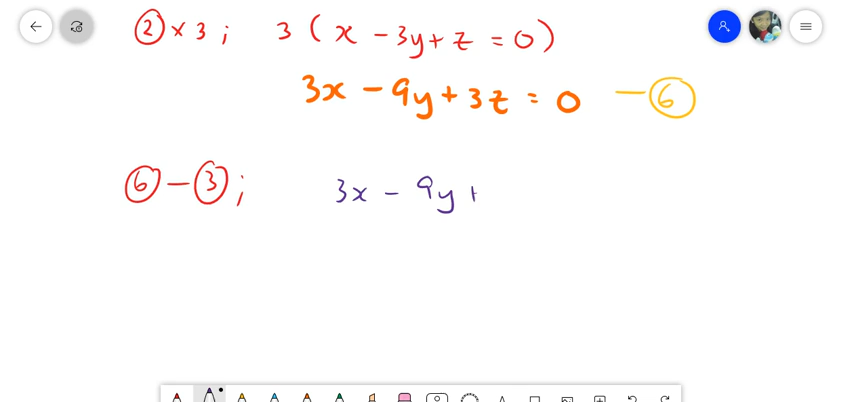 ② × 3 ; 3 ( x - 3y + z = 0 )
3x - 9y + 3z = 0 - ⑥
⑥ - ③ ; 3x - 9y +